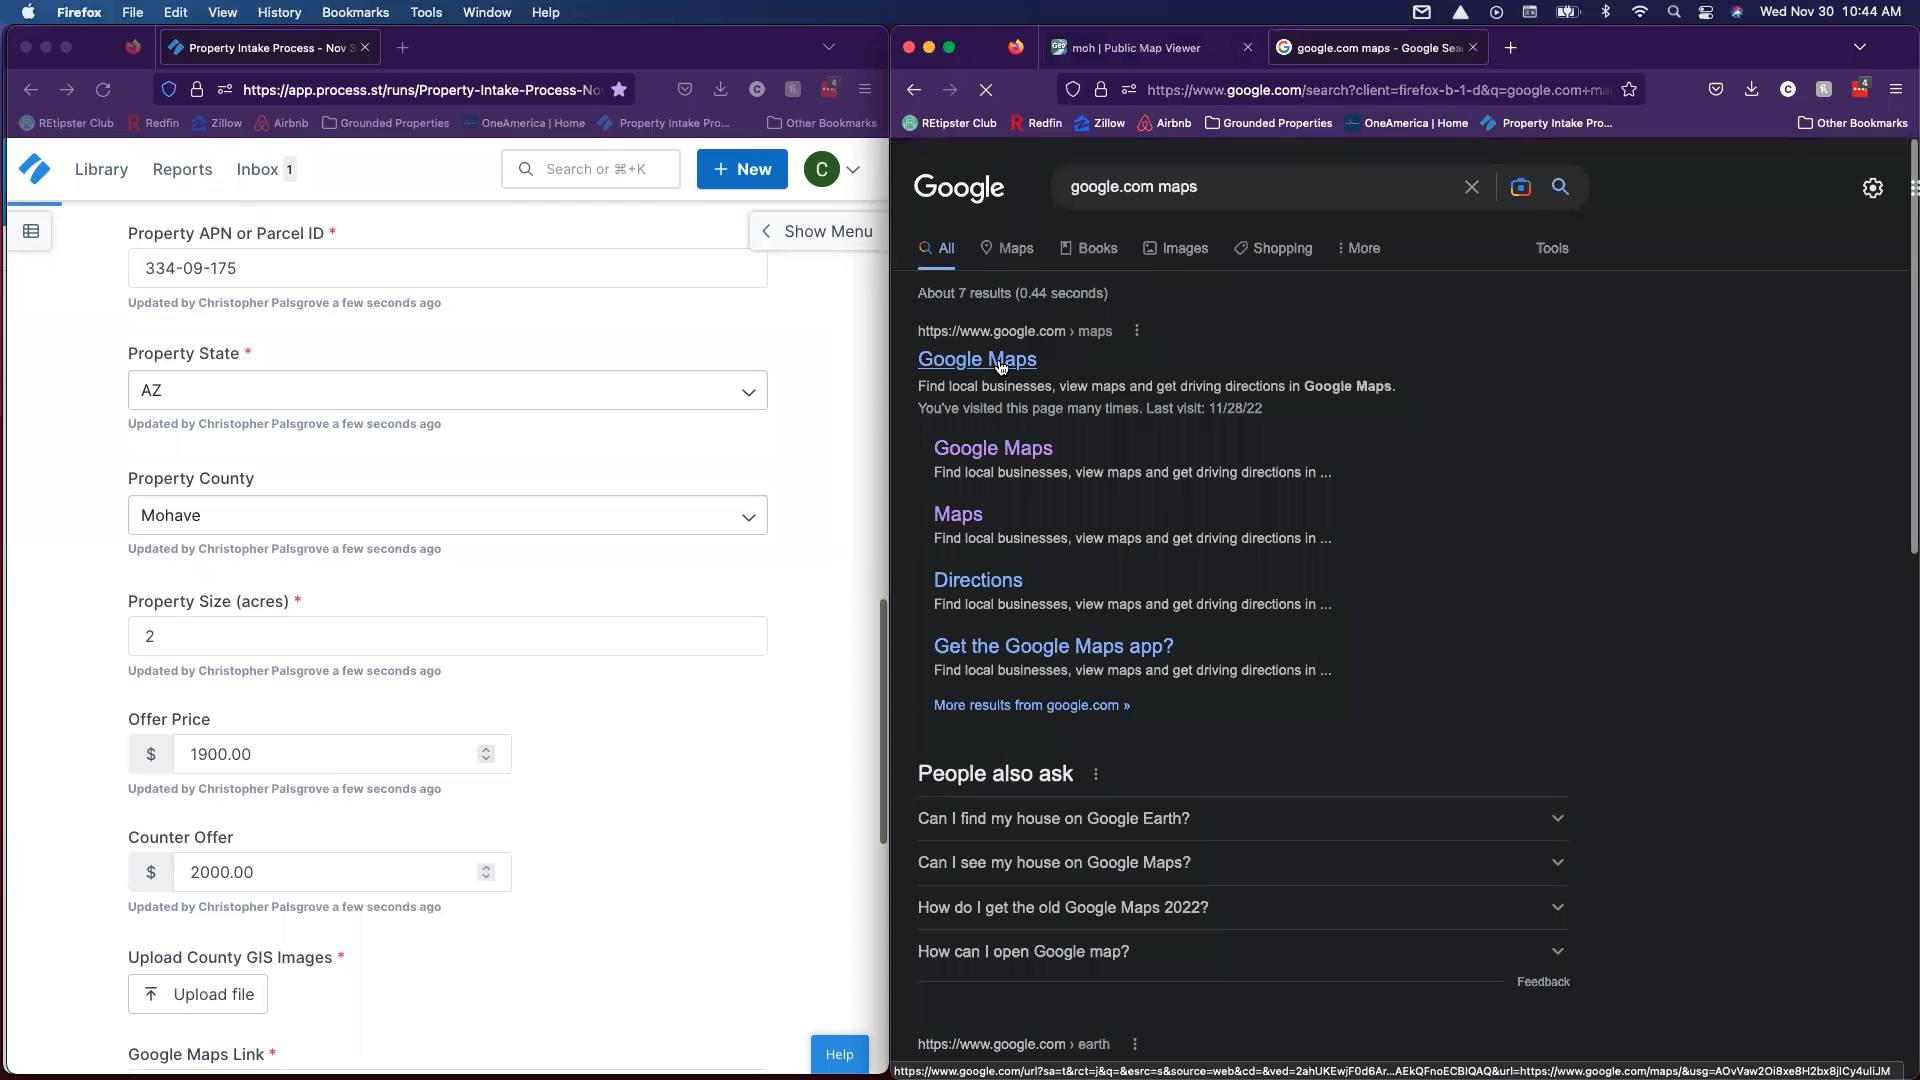 Firefox File Edit View History Bookmarks Tools Window Help
Wed Nov 30 10:44 AM
Property Intake Process - Nov 3
https://app.process.st/runs/Property-Intake-Process-No
4
REtipster Club Redfin Zillow Airbnb Grounded Properties OneAmerica | Home Property Intake Pro... Other Bookmarks
Library Reports Inbox 1
Search or ⌘+K
+ New
C
Show Menu
Property APN or Parcel ID *
334-09-175
Updated by Christopher Palsgrove a few seconds ago
Property State *
AZ
Updated by Christopher Palsgrove a few seconds ago
Property County
Mohave
Updated by Christopher Palsgrove a few seconds ago
Property Size (acres) *
2
Updated by Christopher Palsgrove a few seconds ago
Offer Price
$ 1900.00
Updated by Christopher Palsgrove a few seconds ago
Counter Offer
$ 2000.00
Updated by Christopher Palsgrove a few seconds ago
Upload County GIS Images *
Upload file
Google Maps Link *
Help
moh | Public Map Viewer
google.com maps - Google Sea
https://www.google.com/search?client=firefox-b-1-d&q=google.com+ma
4
REtipster Club Redfin Zillow Airbnb Grounded Properties OneAmerica | Home Property Intake Pro... Other Bookmarks
Google
google.com maps
All Maps Books Images Shopping More Tools
About 7 results (0.44 seconds)
https://www.google.com › maps
Google Maps
Find local businesses, view maps and get driving directions in Google Maps.
You've visited this page many times. Last visit: 11/28/22
Google Maps
Find local businesses, view maps and get driving directions in ...
Maps
Find local businesses, view maps and get driving directions in ...
Directions
Find local businesses, view maps and get driving directions in ...
Get the Google Maps app?
Find local businesses, view maps and get driving directions in ...
More results from google.com »
People also ask
Can I find my house on Google Earth?
Can I see my house on Google Maps?
How do I get the old Google Maps 2022?
How can I open Google map?
Feedback
https://www.google.com › earth
https://www.google.com/url?sa=t&rct=j&q=&esrc=s&source=web&cd=&ved=2ahUKEwjF0d6Ar...AEkQFnoECBIQAQ&url=https://www.google.com/maps/&usg=AOvVaw2Oi8xe8H2bx8jICy4uIiJM